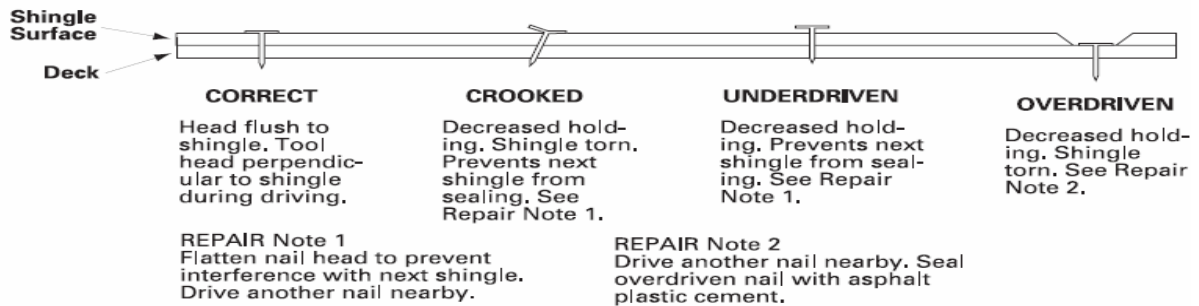 Shingle
Surface
Deck
CORRECT
Head flush to
shingle. Tool
head perpendic-
ular to shingle
during driving.
CROOKED
Decreased hold-
ing. Shingle torn.
Prevents next
shingle from
sealing. See
Repair Note 1.
UNDERDRIVEN
Decreased hold-
ing. Prevents next
shingle from seal-
ing. See Repair
Note 1.
OVERDRIVEN
Decreased hold-
ing. Shingle
torn. See Repair
Note 2.
REPAIR Note 1
Flatten nail head to prevent
interference with next shingle.
Drive another nail nearby.
REPAIR Note 2
Drive another nail nearby. Seal
overdriven nail with asphalt
plastic cement.